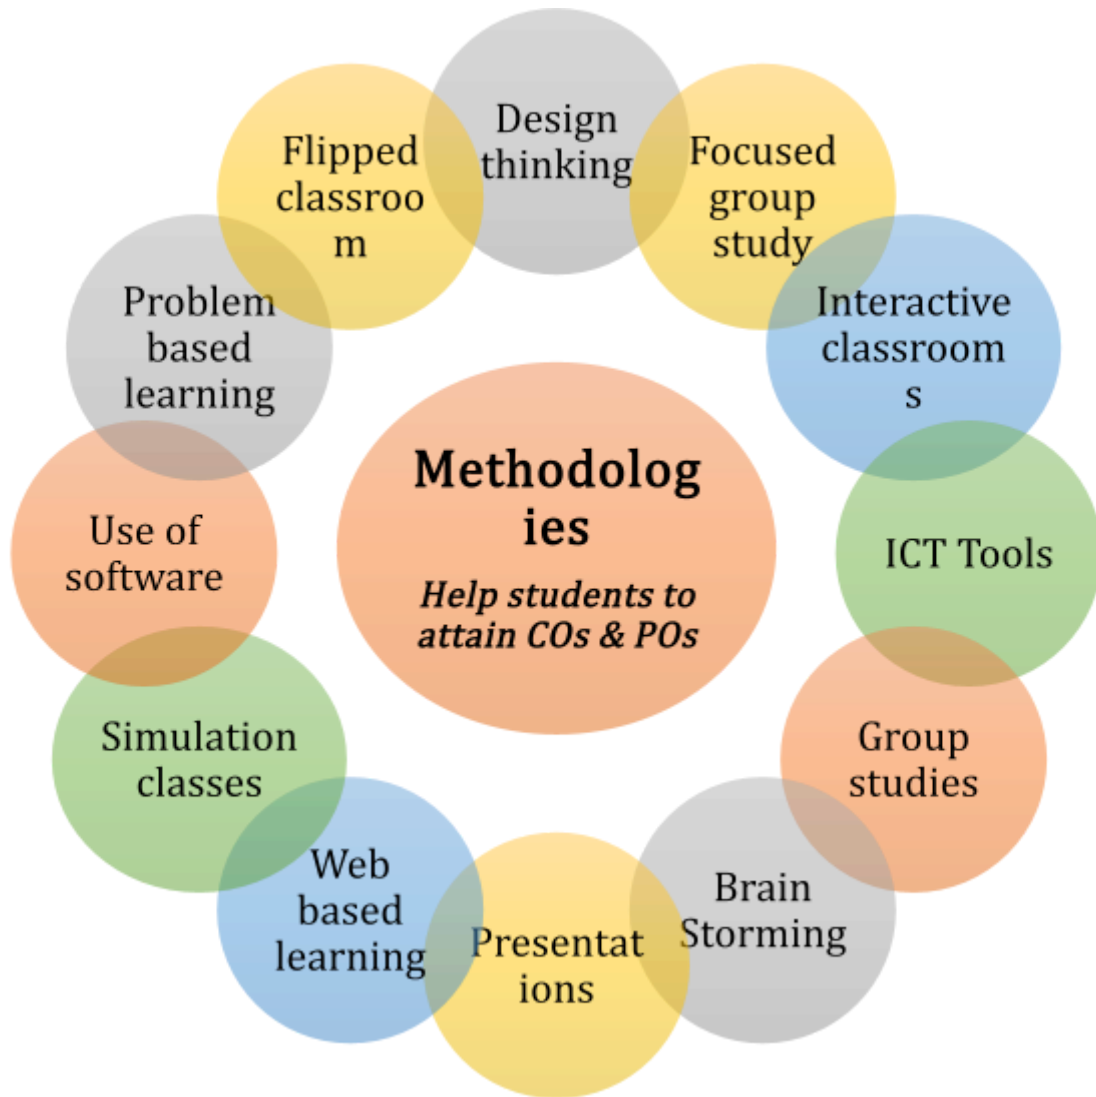 Design
thinking
Focused
group
study
Interactive
classroom
s
ICT Tools
Group
studies
Brain
Storming
Presentat
ions
Web
based
learning
Simulation
classes
Use of
software
Problem
based
learning
Flipped
classroo
m
Methodolog
ies
Help students to
attain COs & POs